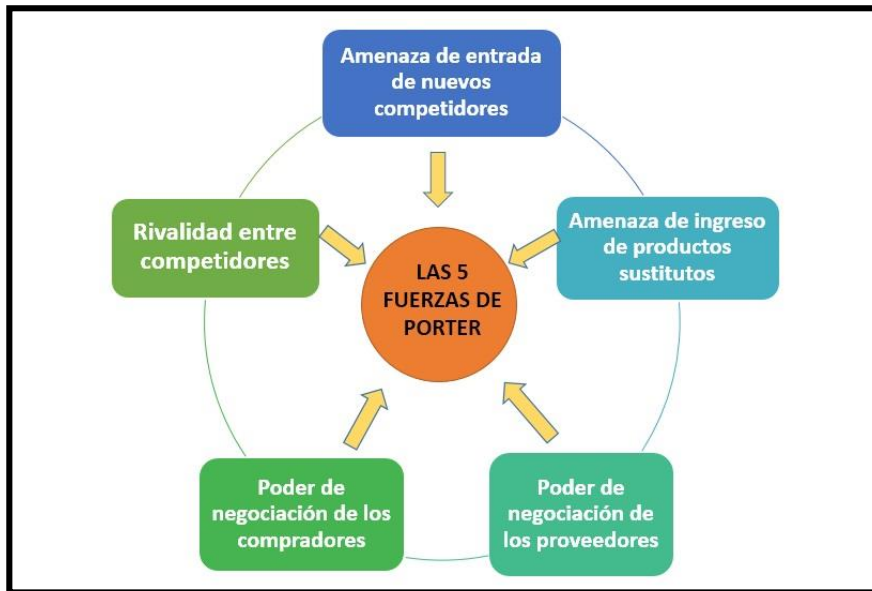 Amenaza de entrada
de nuevos
competidores
Rivalidad entre
competidores
Amenaza de ingreso
de productos
sustitutos
LAS 5
FUERZAS DE
PORTER
Poder de
negociación de los
compradores
Poder de
negociación de
los proveedores